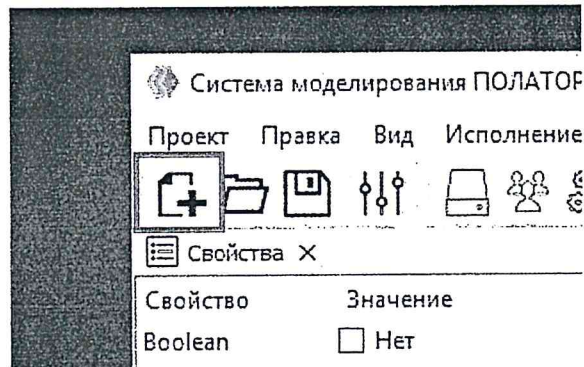 Система моделирования ПОЛАТОР
Проект Правка Вид Исполнение
Свойства
Свойство Значение
Boolean Нет